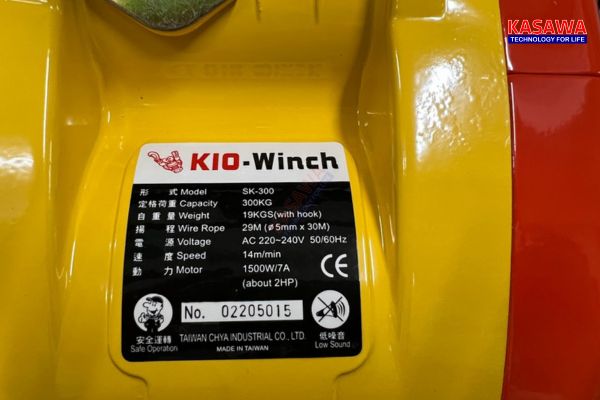 KASAWA
TECHNOLOGY FOR LIFE
KIO-Winch
形 式 Model SK-300
定格荷重 Capacity 300KG
自 重 量 Weight 19KGS(with hook)
揚 程 Wire Rope 29M (ø5mm x 30M)
電 源 Voltage AC 220~240V 50/60Hz
速 度 Speed 14m/min
動 力 Motor 1500W/7A
(about 2HP)
CE
No. 02205015
安全運轉
Safe Operation
TAIWAN CHYA INDUSTRIAL CO., LTD.
MADE IN TAIWAN
低噪音
Low Sound